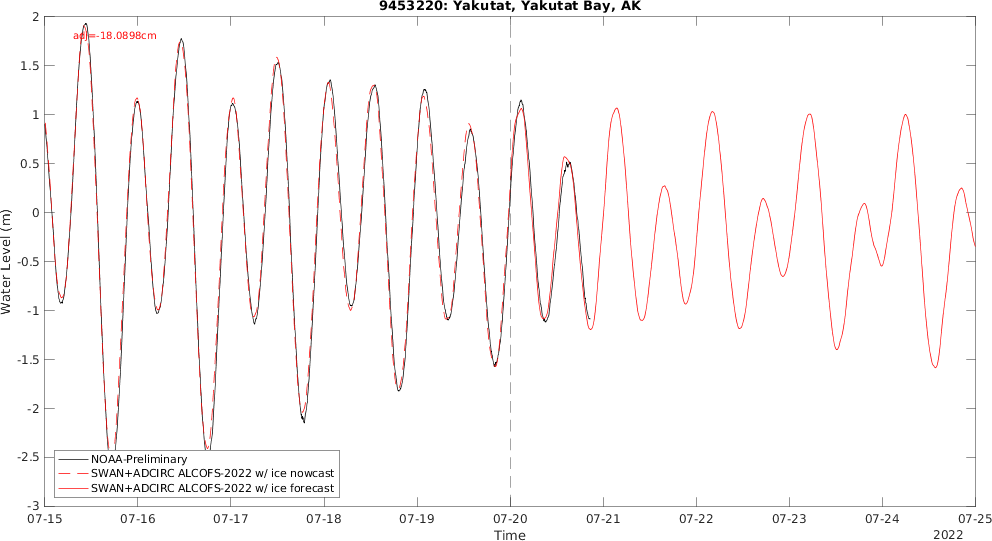 9453220: Yakutat, Yakutat Bay, AK
adj=-18.0898cm
Water Level (m)
2
1.5
1
0.5
0
-0.5
-1
-1.5
-2
-2.5
-3
NOAA-Preliminary
SWAN+ADCIRC ALCOFS-2022 w/ ice nowcast
SWAN+ADCIRC ALCOFS-2022 w/ ice forecast
07-15 07-16 07-17 07-18 07-19 07-20 07-21 07-22 07-23 07-24 07-25
Time
2022